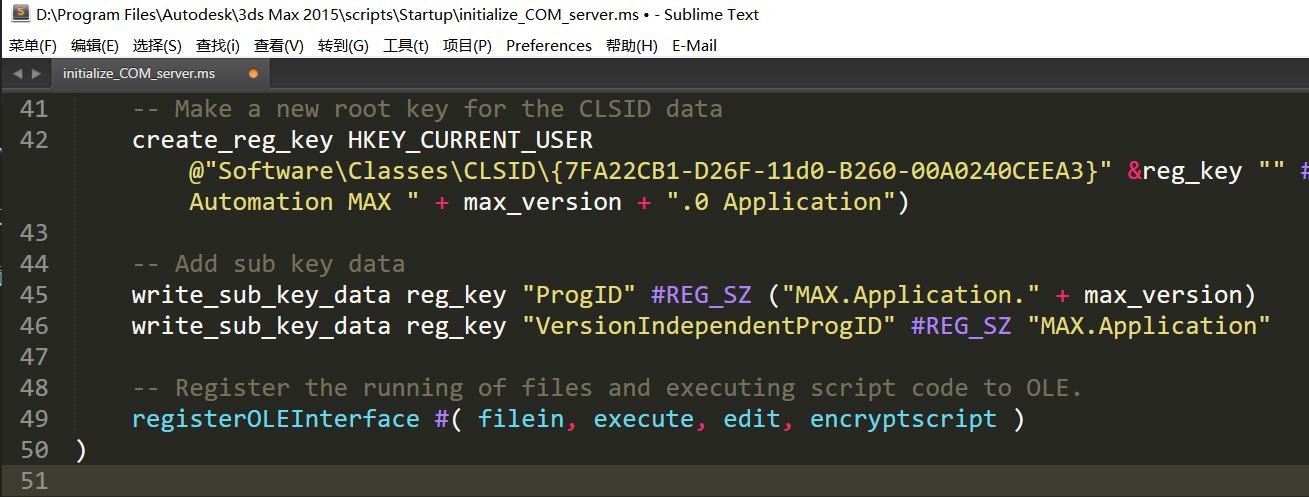 D:\Program Files\Autodesk\3ds Max 2015\scripts\Startup\initialize_COM_server.ms • - Sublime Text
菜单(F) 编辑(E) 选择(S) 查找(i) 查看(V) 转到(G) 工具(t) 项目(P) Preferences 帮助(H) E-Mail
initialize_COM_server.ms
41 -- Make a new root key for the CLSID data
42 create_reg_key HKEY_CURRENT_USER
@"Software\Classes\CLSID\{7FA22CB1-D26F-11d0-B260-00A0240CEEA3}" &reg_key "" #
Automation MAX " + max_version + ".0 Application")
43
44 -- Add sub key data
45 write_sub_key_data reg_key "ProgID" #REG_SZ ("MAX.Application." + max_version)
46 write_sub_key_data reg_key "VersionIndependentProgID" #REG_SZ "MAX.Application"
47
48 -- Register the running of files and executing script code to OLE.
49 registerOLEInterface #( filein, execute, edit, encryptscript )
50 )
51